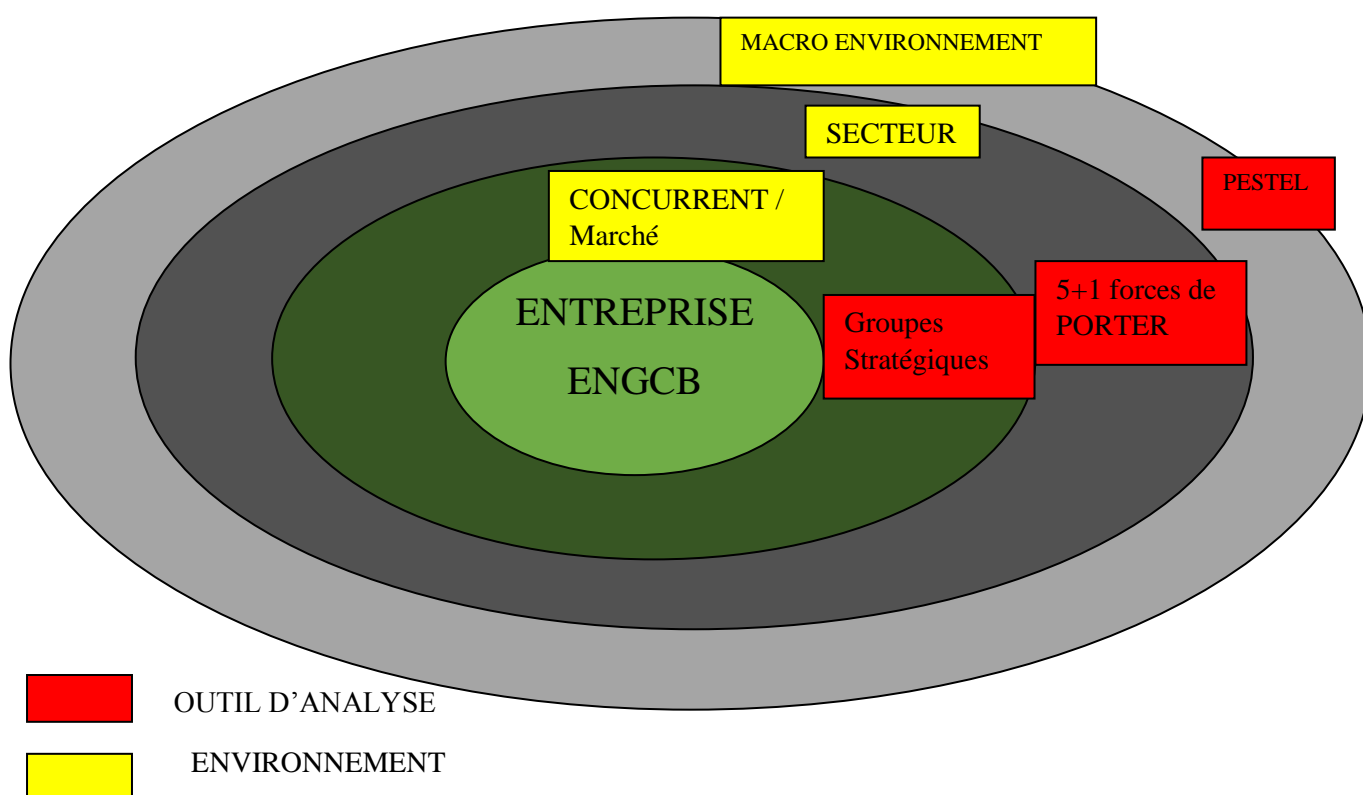 MACRO ENVIRONNEMENT
SECTEUR
PESTEL
CONCURRENT /
Marché
5+1 forces de
PORTER
ENTREPRISE
ENGCB
Groupes
Stratégiques
OUTIL D’ANALYSE
ENVIRONNEMENT